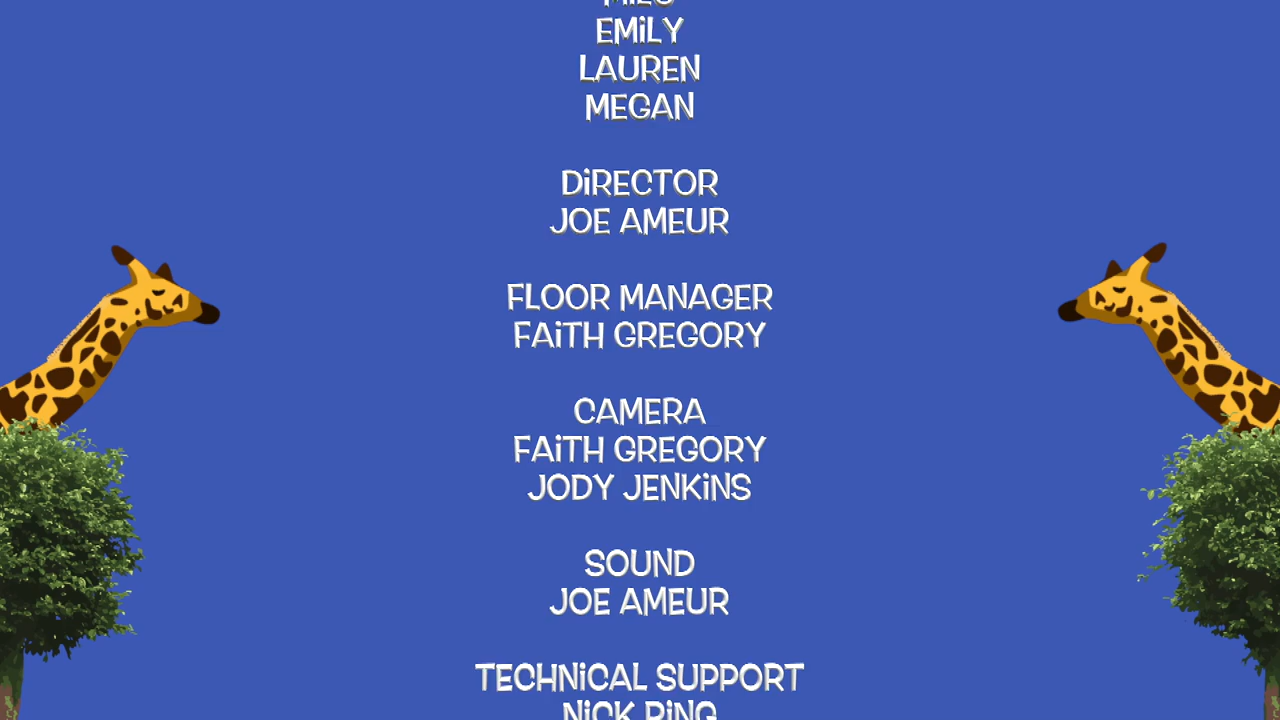 EMiLY
LAUREN
MEGAN
DiRECTOR
JOE AMEUR
FLOOR MANAGER
FAiTH GREGORY
CAMERA
FAiTH GREGORY
JODY JENKiNS
SOUND
JOE AMEUR
TECHNiCAL SUPPORT
NiCK